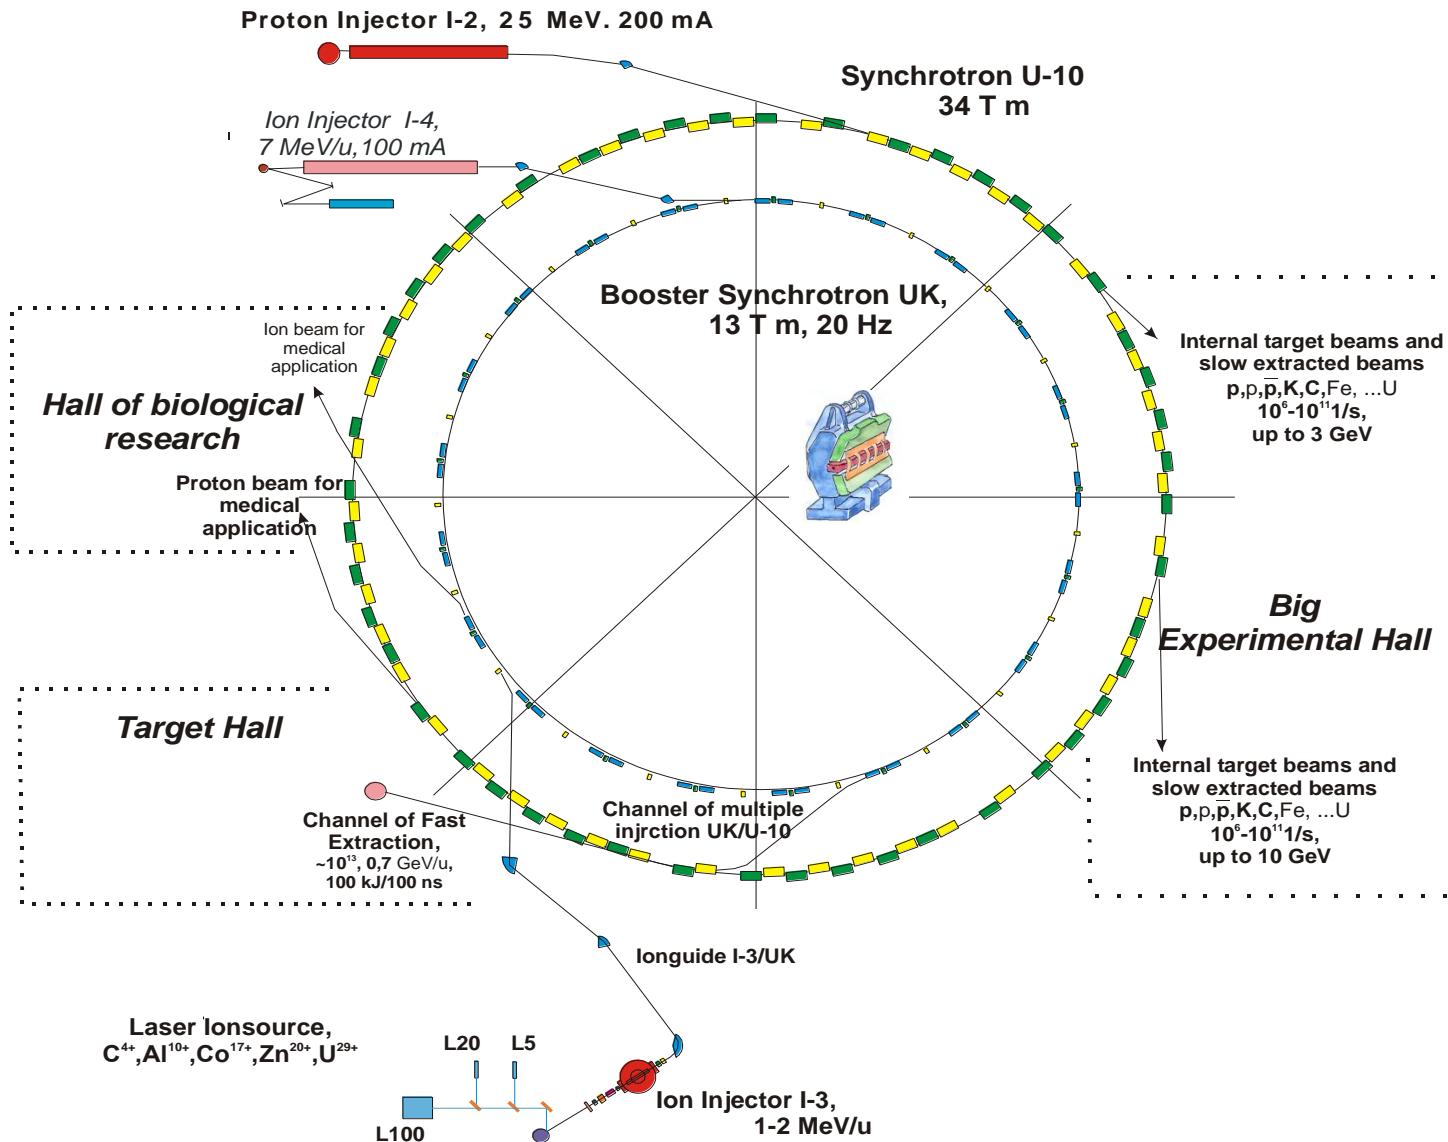 Proton Injector I-2, 25 MeV. 200 mA
Synchrotron U-10
34 T m
Ion Injector I-4,
7 MeV/u,100 mA
Booster Synchrotron UK,
13 T m, 20 Hz
Ion beam for
medical
application
Hall of biological
research
Proton beam for
medical
application
Internal target beams and
slow extracted beams
p,p,p̅,K,C,Fe, ...U
10⁶-10¹¹1/s,
up to 3 GeV
Big
Experimental Hall
Target Hall
Internal target beams and
slow extracted beams
p,p,p̅,K,C,Fe, ...U
10⁶-10¹¹1/s,
up to 10 GeV
Channel of multiple
injrction UK/U-10
Channel of Fast
Extraction,
~10¹³, 0,7 GeV/u,
100 kJ/100 ns
Ionguide I-3/UK
Laser Ionsource,
C⁴⁺,Al¹⁰⁺,Co¹⁷⁺,Zn²⁰⁺,U²⁹⁺
L20
L5
L100
Ion Injector I-3,
1-2 MeV/u